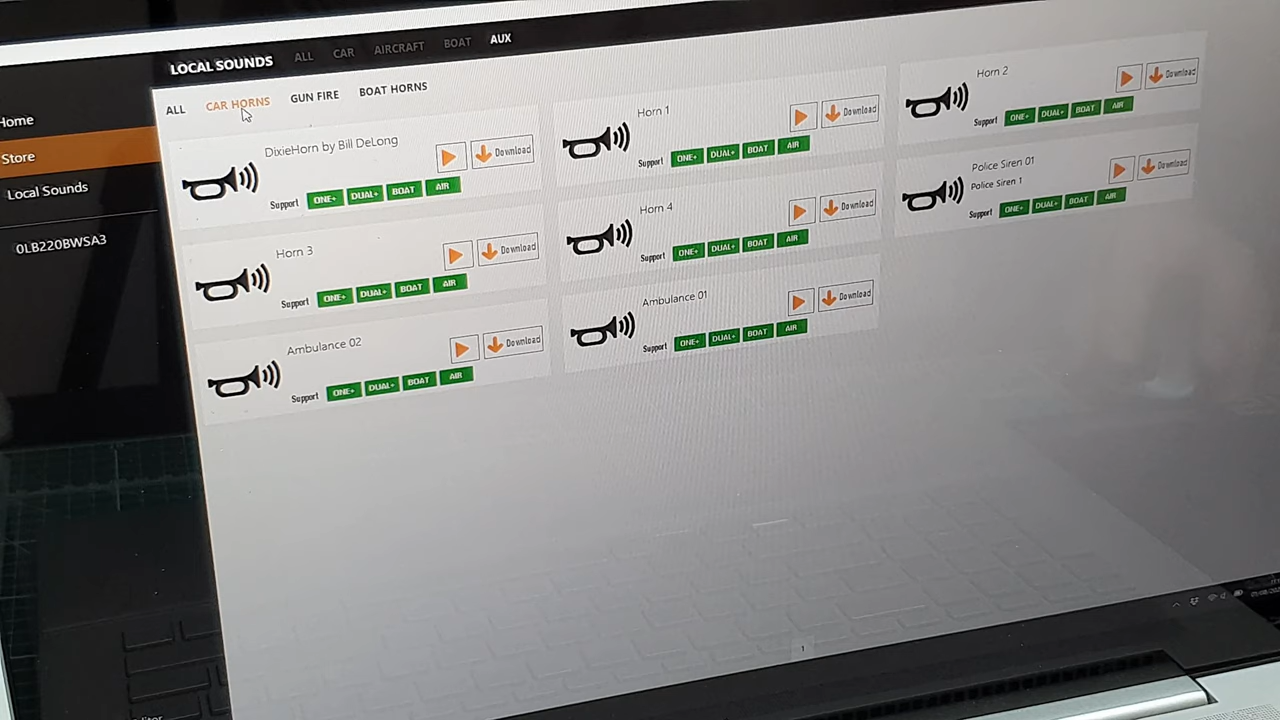 LOCAL SOUNDS ALL CAR AIRCRAFT BOAT AUX
Home
Store
Local Sounds
0LB220BWSA3
ALL CAR HORNS GUN FIRE BOAT HORNS
DixieHorn by Bill DeLong
Download
Support ONE+ DUAL+ BOAT AIR
Horn 1
Download
Support ONE+ DUAL+ BOAT AIR
Horn 2
Download
Support ONE+ DUAL+ BOAT AIR
Horn 3
Download
Support ONE+ DUAL+ BOAT AIR
Horn 4
Download
Support ONE+ DUAL+ BOAT AIR
Police Siren 01
Police Siren 1
Download
Support ONE+ DUAL+ BOAT AIR
Ambulance 02
Download
Support ONE+ DUAL+ BOAT AIR
Ambulance 01
Download
Support ONE+ DUAL+ BOAT AIR
1